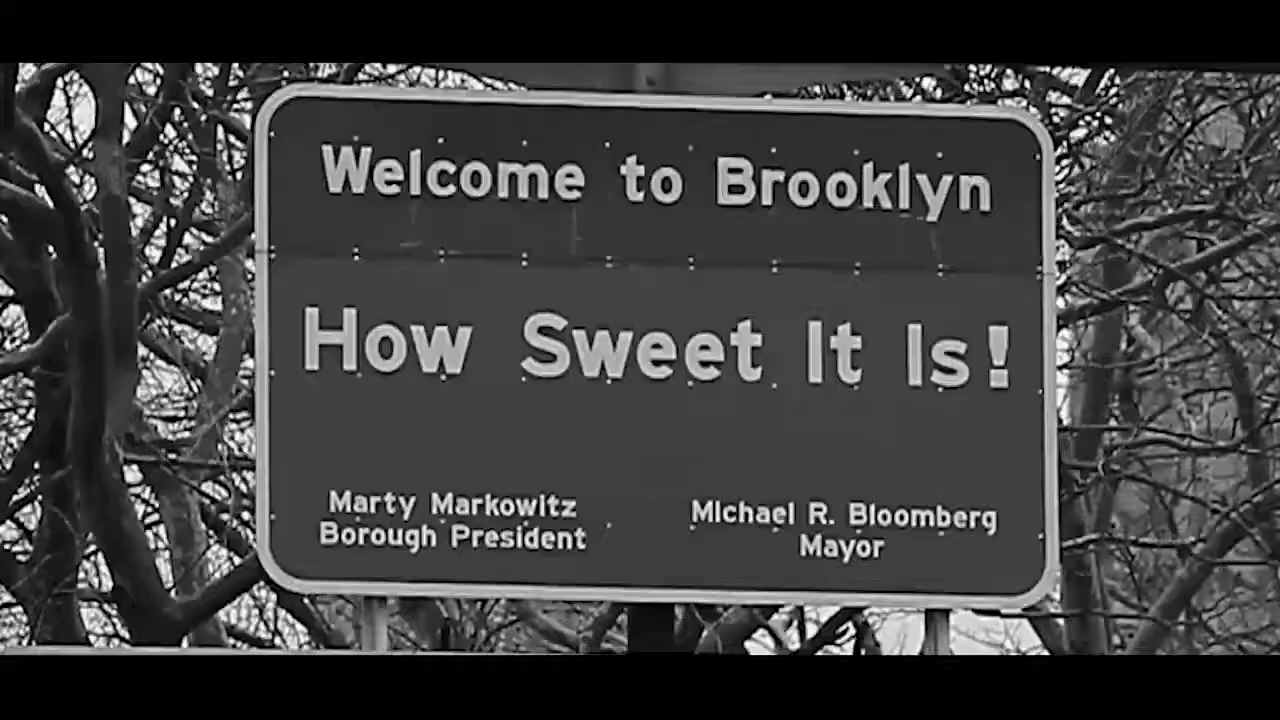 Welcome to Brooklyn
How Sweet It Is!
Marty Markowitz
Borough President
Michael R. Bloomberg
Mayor